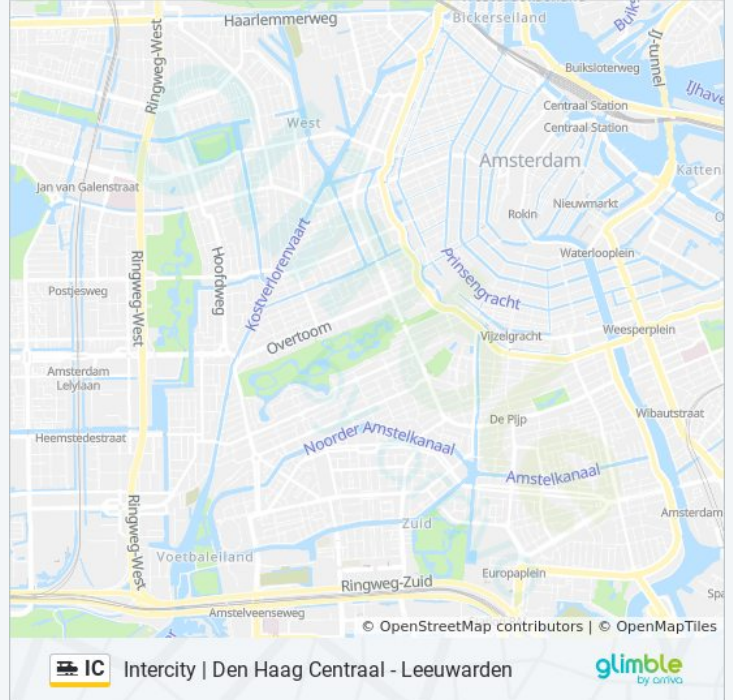 Haarlemmerweg
Bickerseiland
Ringweg-West
IJ-tunnel
Buiksloterweg
IJhave
Centraal Station
West
Centraal Station
Amsterdam
Katten
Jan van Galenstraat
Nieuwmarkt
Rokin
O
Kostverlorenvaart
Waterlooplein
Hoofdweg
Ringweg-West
Prinsengracht
Postjesweg
Overtoom
Vijzelgracht
Weesperplein
Amsterdam
Lelylaan
De Pijp
Wibautstraat
Heemstedestraat
Noorder Amstelkanaal
Amstelkanaal
Ringweg-West
Zuid
Amsterdam
Voetbaleiland
Europaplein
Ringweg-Zuid
Spa
Amstelveenseweg
© OpenStreetMap contributors | © OpenMapTiles
IC Intercity | Den Haag Centraal - Leeuwarden
glimble
by arriva